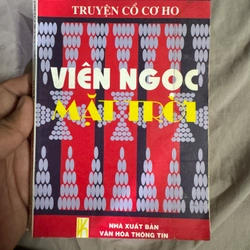 TRUYỆN CỔ CƠ HO
VIÊN NGỌC
MẶT TRỜI
NHÀ XUẤT BẢN
VĂN HÓA THÔNG TIN